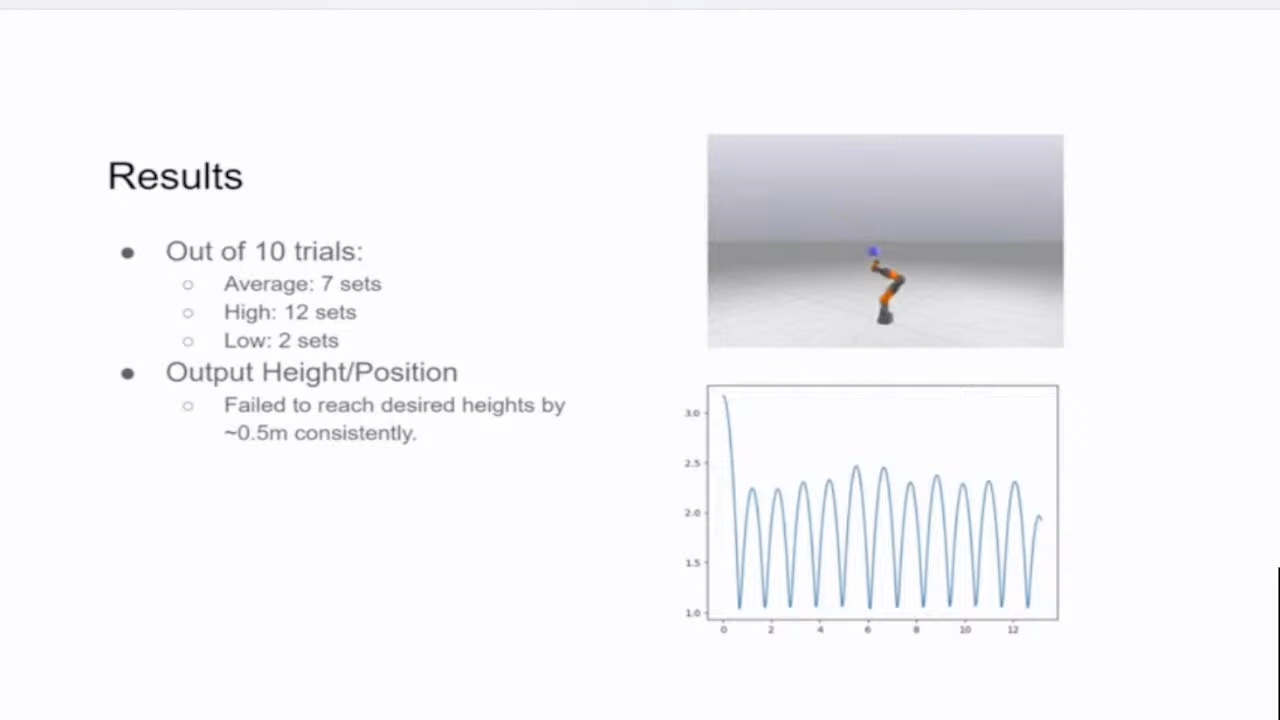 Results
● Out of 10 trials:
○ Average: 7 sets
○ High: 12 sets
○ Low: 2 sets
● Output Height/Position
○ Failed to reach desired heights by
~0.5m consistently.
3.0
2.5
2.0
1.5
1.0
0 2 4 6 8 10 12